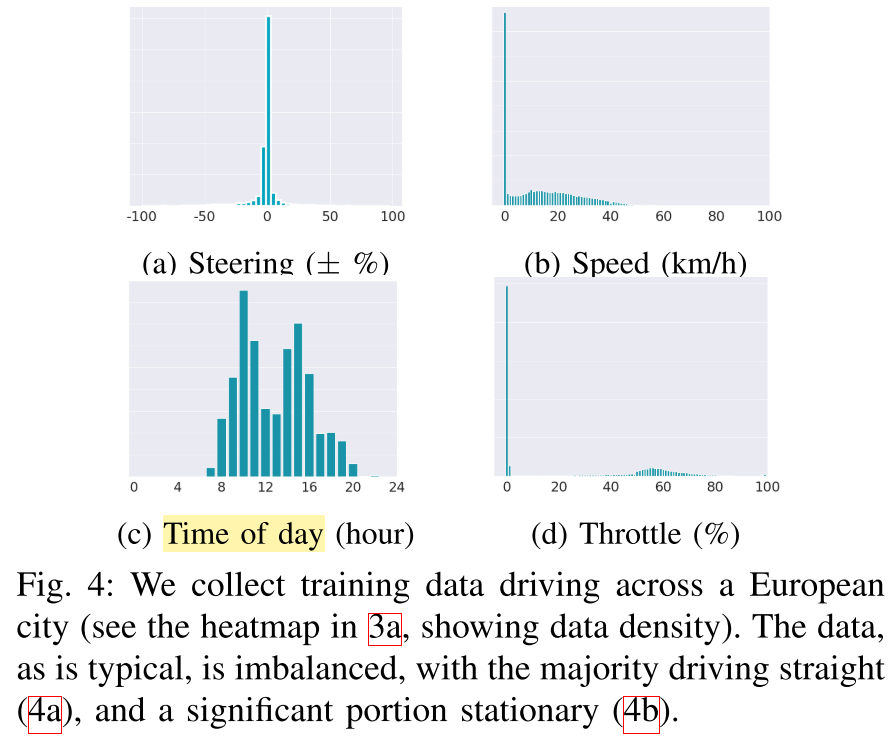 -100 -50 0 50 100
0 20 40 60 80 100
(a) Steering (± %)
(b) Speed (km/h)
0 4 8 12 16 20 24
0 20 40 60 80 100
(c) Time of day (hour)
(d) Throttle (%)
Fig. 4: We collect training data driving across a European
city (see the heatmap in 3a, showing data density). The data,
as is typical, is imbalanced, with the majority driving straight
(4a), and a significant portion stationary (4b).